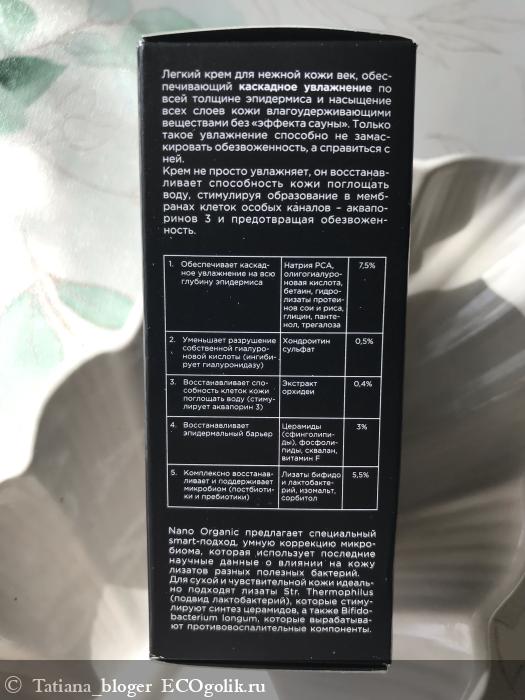 Легкий крем для нежной кожи век, обес-
печивающий каскадное увлажнение по
всей толщине эпидермиса и насыщение
всех слоев кожи влагоудерживающими
веществами без «эффекта сауны». Только
такое увлажнение способно не замас-
кировать обезвоженность, а справиться с
ней.
Крем не просто увлажняет, он восстанав-
ливает способность кожи поглощать
воду, стимулируя образование в мемб-
ранах клеток особых каналов - аквапо-
ринов 3 и предотвращая обезвожен-
ность.
1. Обеспечивает каскад-
ное увлажнение на всю
глубину эпидермиса
Натрия PCA,
олигогиалуро-
новая кислота,
бетаин, гидро-
лизаты протеи-
нов сои и риса,
глицин, панте-
нол, трегалоза
7,5%
2. Уменьшает разрушение
собственной гиалуро-
новой кислоты (ингиби-
рует гиалуронидазу)
Хондроитин
сульфат
0,5%
3. Восстанавливает спо-
собность клеток кожи
поглощать воду (стиму-
лирует аквапорин 3)
Экстракт
орхидеи
0,4%
4. Восстанавливает
эпидермальный барьер
Церамиды
(сфинголипи-
ды), фосфоли-
пиды, сквалан,
витамин F
3%
5. Комплексно восстанав-
ливает и поддерживает
микробиом (постбиоти-
ки и пребиотики)
Лизаты бифидо
и лактобакте-
рий, изомальт,
сорбитол
5,5%
Nano Organic предлагает специальный
smart-подход, умную коррекцию микро-
биома, которая использует последние
научные данные о влиянии на кожу
лизатов разных полезных бактерий.
Для сухой и чувствительной кожи идеаль-
но подходят лизаты Str. Thermophilus
(подвид лактобактерий), которые стиму-
лируют синтез церамидов, а также Bifido-
bacterium longum, которые вырабатыва-
ют противовоспалительные компоненты.
Tatiana_bloger ECOgolik.ru